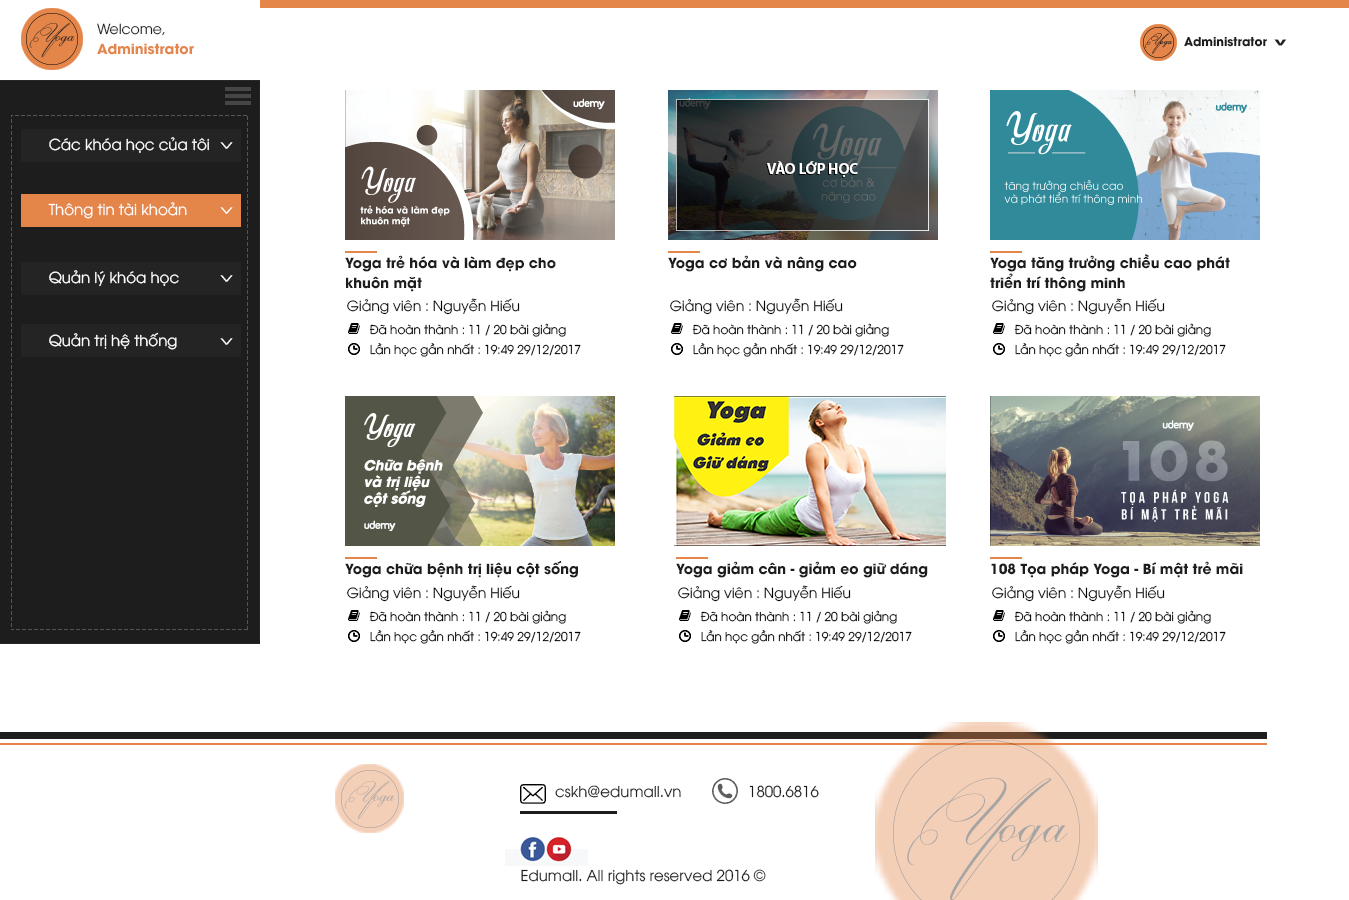 Yoga
Welcome,
Administrator
Yoga
Administrator
Các khóa học của tôi
Thông tin tài khoản
Quản lý khóa học
Quản trị hệ thống
udemy
Yoga
trẻ hóa và làm đẹp
khuôn mặt
udemy
Yoga
VÀO LỚP HỌC
cơ bản &
nâng cao
udemy
Yoga
tăng trưởng chiều cao
và phát tiển trí thông minh
Yoga trẻ hóa và làm đẹp cho
khuôn mặt
Giảng viên : Nguyễn Hiếu
Đã hoàn thành : 11 / 20 bài giảng
Lần học gần nhất : 19:49 29/12/2017
Yoga cơ bản và nâng cao
Giảng viên : Nguyễn Hiếu
Đã hoàn thành : 11 / 20 bài giảng
Lần học gần nhất : 19:49 29/12/2017
Yoga tăng trưởng chiều cao phát
triển trí thông minh
Giảng viên : Nguyễn Hiếu
Đã hoàn thành : 11 / 20 bài giảng
Lần học gần nhất : 19:49 29/12/2017
Yoga
Chữa bệnh
và trị liệu
cột sống
udemy
Yoga
Giảm eo
Giữ dáng
udemy
108
TỌA PHÁP YOGA
BÍ MẬT TRẺ MÃI
Yoga chữa bệnh trị liệu cột sống
Giảng viên : Nguyễn Hiếu
Đã hoàn thành : 11 / 20 bài giảng
Lần học gần nhất : 19:49 29/12/2017
Yoga giảm cân - giảm eo giữ dáng
Giảng viên : Nguyễn Hiếu
Đã hoàn thành : 11 / 20 bài giảng
Lần học gần nhất : 19:49 29/12/2017
108 Tọa pháp Yoga - Bí mật trẻ mãi
Giảng viên : Nguyễn Hiếu
Đã hoàn thành : 11 / 20 bài giảng
Lần học gần nhất : 19:49 29/12/2017
Yoga
cskh@edumall.vn
1800.6816
Edumall. All rights reserved 2016 ©
Yoga